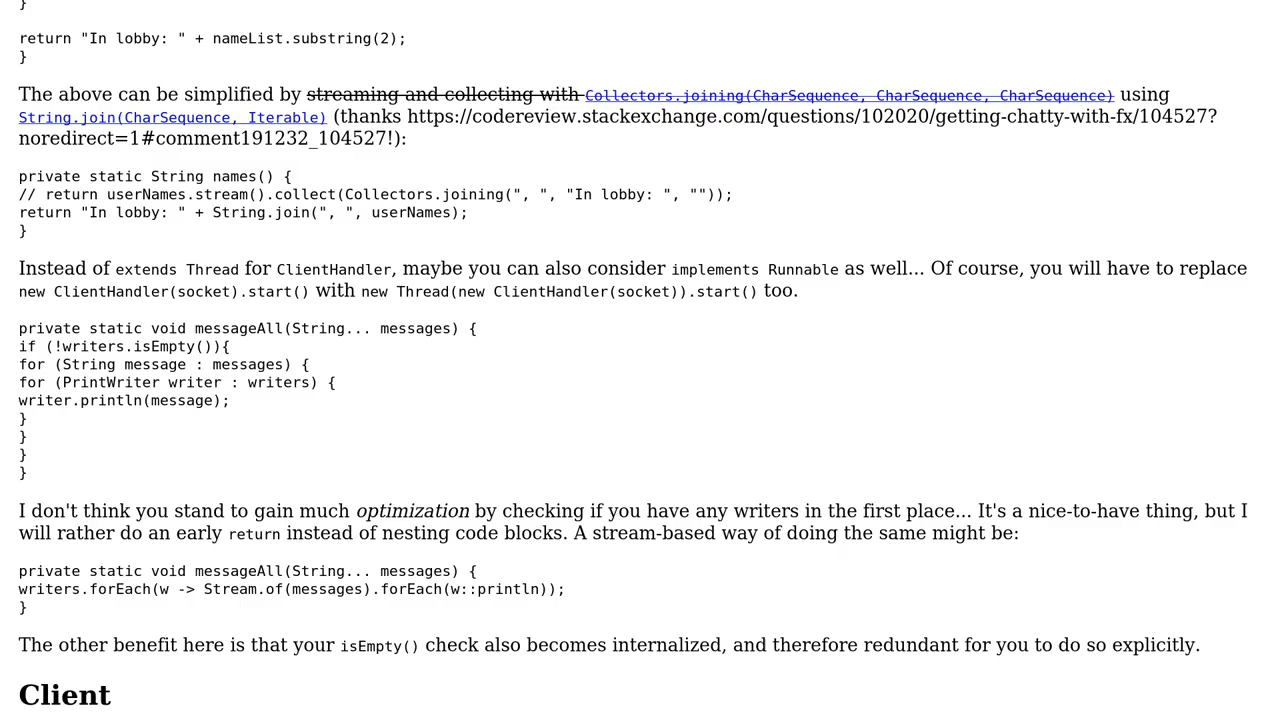 }
return "In lobby: " + nameList.substring(2);
}
The above can be simplified by streaming and collecting with Collectors.joining(CharSequence, CharSequence, CharSequence) using
String.join(CharSequence, Iterable) (thanks https://codereview.stackexchange.com/questions/102020/getting-chatty-with-fx/104527?
noredirect=1#comment191232_104527!):
private static String names() {
// return userNames.stream().collect(Collectors.joining(", ", "In lobby: ", ""));
return "In lobby: " + String.join(", ", userNames);
}
Instead of extends Thread for ClientHandler, maybe you can also consider implements Runnable as well... Of course, you will have to replace
new ClientHandler(socket).start() with new Thread(new ClientHandler(socket)).start() too.
private static void messageAll(String... messages) {
if (!writers.isEmpty()){
for (String message : messages) {
for (PrintWriter writer : writers) {
writer.println(message);
}
}
}
}
I don't think you stand to gain much optimization by checking if you have any writers in the first place... It's a nice-to-have thing, but I
will rather do an early return instead of nesting code blocks. A stream-based way of doing the same might be:
private static void messageAll(String... messages) {
writers.forEach(w -> Stream.of(messages).forEach(w::println));
}
The other benefit here is that your isEmpty() check also becomes internalized, and therefore redundant for you to do so explicitly.
Client